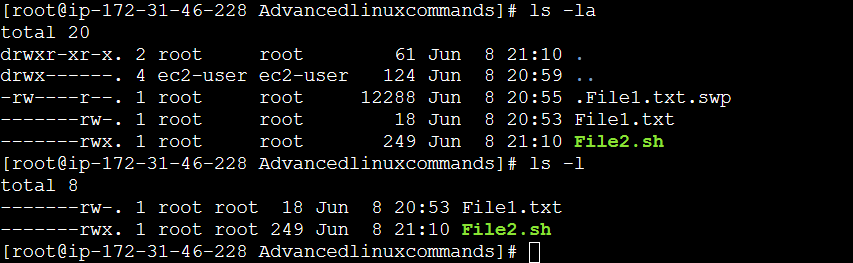 [root@ip-172-31-46-228 Advancedlinuxcommands]# ls -la
total 20
drwxr-xr-x. 2 root     root        61 Jun  8 21:10 .
drwx------. 4 ec2-user ec2-user   124 Jun  8 20:59 ..
-rw----r--. 1 root     root     12288 Jun  8 20:55 .File1.txt.swp
-------rw-. 1 root     root        18 Jun  8 20:53 File1.txt
-------rwx. 1 root     root       249 Jun  8 21:10 File2.sh
[root@ip-172-31-46-228 Advancedlinuxcommands]# ls -l
total 8
-------rw-. 1 root root  18 Jun  8 20:53 File1.txt
-------rwx. 1 root root 249 Jun  8 21:10 File2.sh
[root@ip-172-31-46-228 Advancedlinuxcommands]#